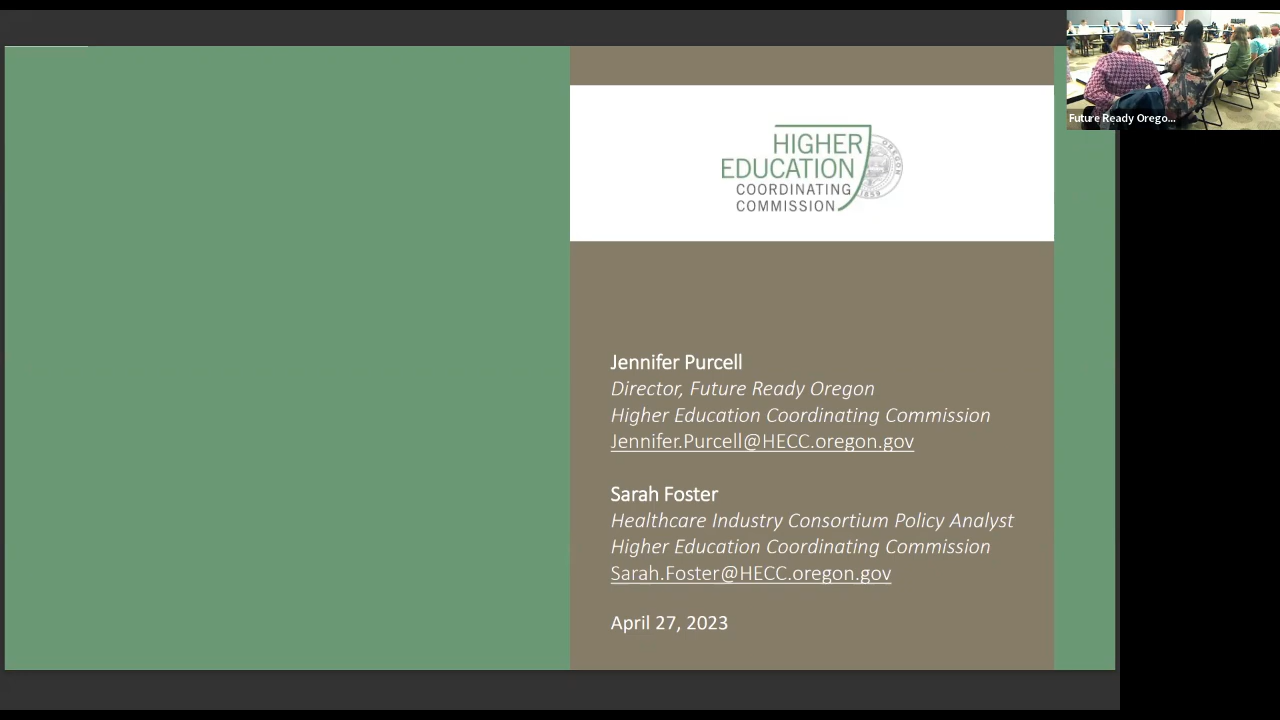 HIGHER
EDUCATION
COORDINATING
COMMISSION
OREGON
1859
Future Ready Orego...
Jennifer Purcell
Director, Future Ready Oregon
Higher Education Coordinating Commission
Jennifer.Purcell@HECC.oregon.gov
Sarah Foster
Healthcare Industry Consortium Policy Analyst
Higher Education Coordinating Commission
Sarah.Foster@HECC.oregon.gov
April 27, 2023